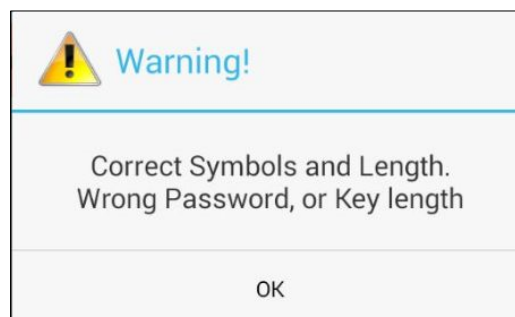 Warning!
Correct Symbols and Length.
Wrong Password, or Key length
OK